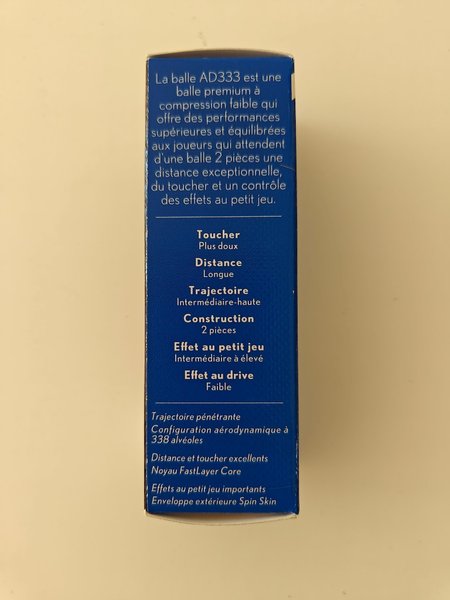 La balle AD333 est une
balle premium à
compression faible qui
offre des performances
supérieures et équilibrées
aux joueurs qui attendent
d'une balle 2 pièces une
distance exceptionnelle,
du toucher et un contrôle
des effets au petit jeu.
Toucher
Plus doux
Distance
Longue
Trajectoire
Intermédiaire-haute
Construction
2 pièces
Effet au petit jeu
Intermédiaire à élevé
Effet au drive
Faible
Trajectoire pénétrante
Configuration aérodynamique à
338 alvéoles
Distance et toucher excellents
Noyau FastLayer Core
Effets au petit jeu importants
Enveloppe extérieure Spin Skin